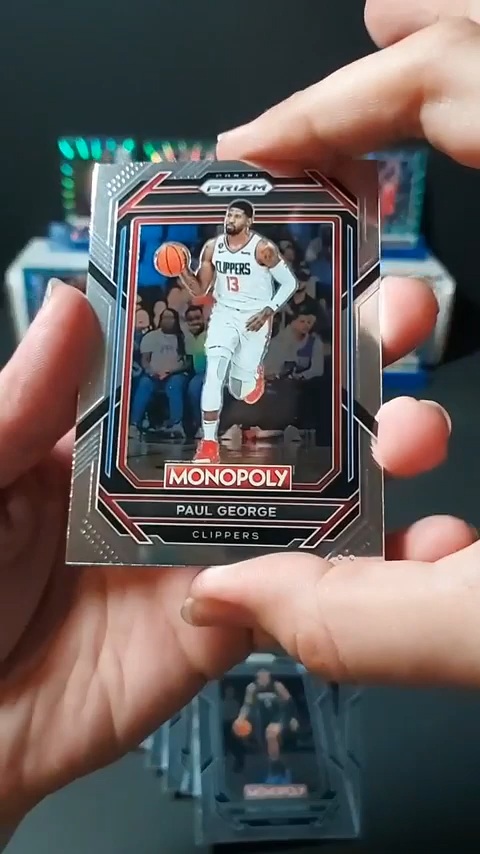 PANINI
PRIZM
CLIPPERS
13
MONOPOLY
PAUL GEORGE
CLIPPERS
MONOPOLY